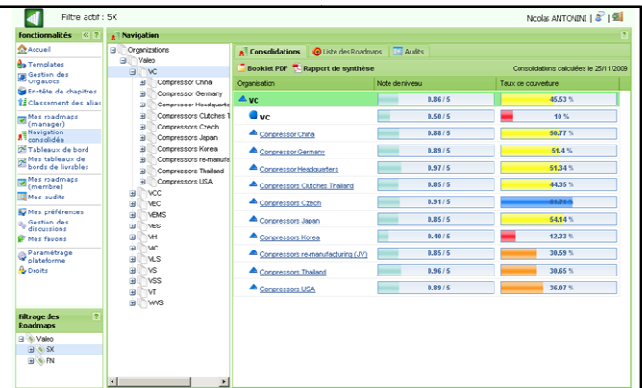 Filtre actif : SX
Nicolas ANTONINI
Fonctionnalités
Accueil
Templates
Gestion des
En-tête de chapitres
Classement des alias
Mes roadmaps
(manager)
Navigation
consolidée
Tableaux de bord
Mes tableaux de
bords de livrables
Mes roadmaps
(membre)
Mes audits
Mes préférences
Gestion des
discussions
Mes favoris
Paramétrage
plateforme
Droits
Filtrage des
Roadmaps
Valeo
SX
FN
Navigation
Organizations
Valeo
VC
Compressor China
Compressor Germany
Compressor Headquarters
Compressors Clutches T
Compressors Czech
Compressors Japan
Compressors Korea
Compressors re-manufa
Compressors Thailand
Compressors USA
VCC
VEC
VEMS
VES
VLS
VS
VSS
VT
VWS
Consolidations
Liste des Roadmaps
Audits
Booklet PDF Rapport de synthèse
Consolidations calculées le 25/11/2009
Organisation Note de niveau Taux de couverture
VC 0.86 / 5 45.53 %
VC 0.50 / 5 10 %
Compressor China 0.88 / 5 50.77 %
Compressor Germany 0.89 / 5 51.4 %
Compressor Headquarters 0.97 / 5 51.34 %
Compressors Clutches Thailand 0.85 / 5 44.35 %
Compressors Czech 0.91 / 5
Compressors Japan 0.85 / 5 54.14 %
Compressors Korea 0.40 / 5 13.33 %
Compressors re-manufacturing (JV) 0.85 / 5 30.59 %
Compressors Thailand 0.96 / 5 30.65 %
Compressors USA 0.89 / 5 36.07 %